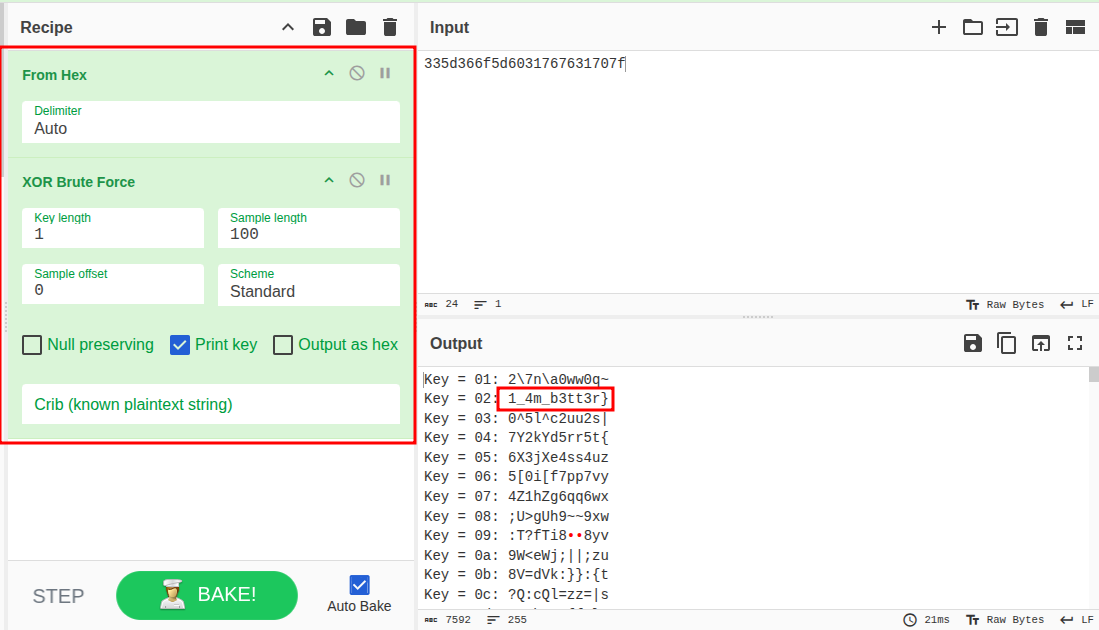 Recipe
From Hex
Delimiter
Auto
XOR Brute Force
Key length
1
Sample length
100
Sample offset
0
Scheme
Standard
Null preserving
Print key
Output as hex
Crib (known plaintext string)
STEP
BAKE!
Auto Bake
Input
335d366f5d6031767631707f
ABC 24 1
Raw Bytes LF
Output
Key = 01: 2\7n\a0ww0q~
Key = 02: 1_4m_b3tt3r}
Key = 03: 0^5l^c2uu2s|
Key = 04: 7Y2kYd5rr5t{
Key = 05: 6X3jXe4ss4uz
Key = 06: 5[0i[f7pp7vy
Key = 07: 4Z1hZg6qq6wx
Key = 08: ;U>gUh9~~9xw
Key = 09: :T?fTi8••8yv
Key = 0a: 9W<eWj;||;zu
Key = 0b: 8V=dVk:}}:{t
Key = 0c: ?Q:cQl=zz=|s
ABC 7592 255
21ms Raw Bytes LF